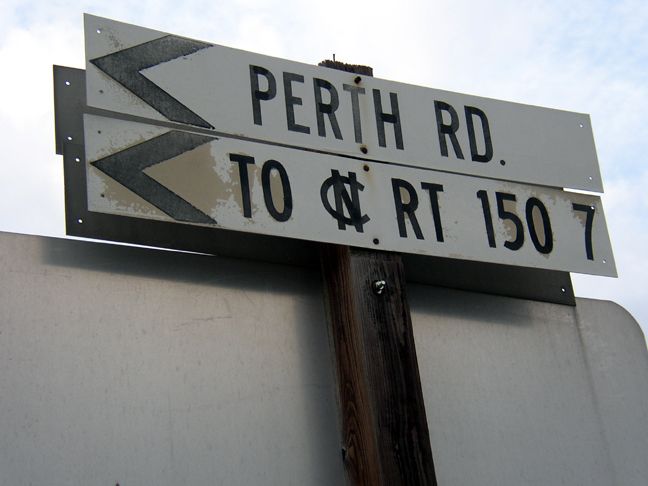 PERTH RD.
TO NC RT 150 7